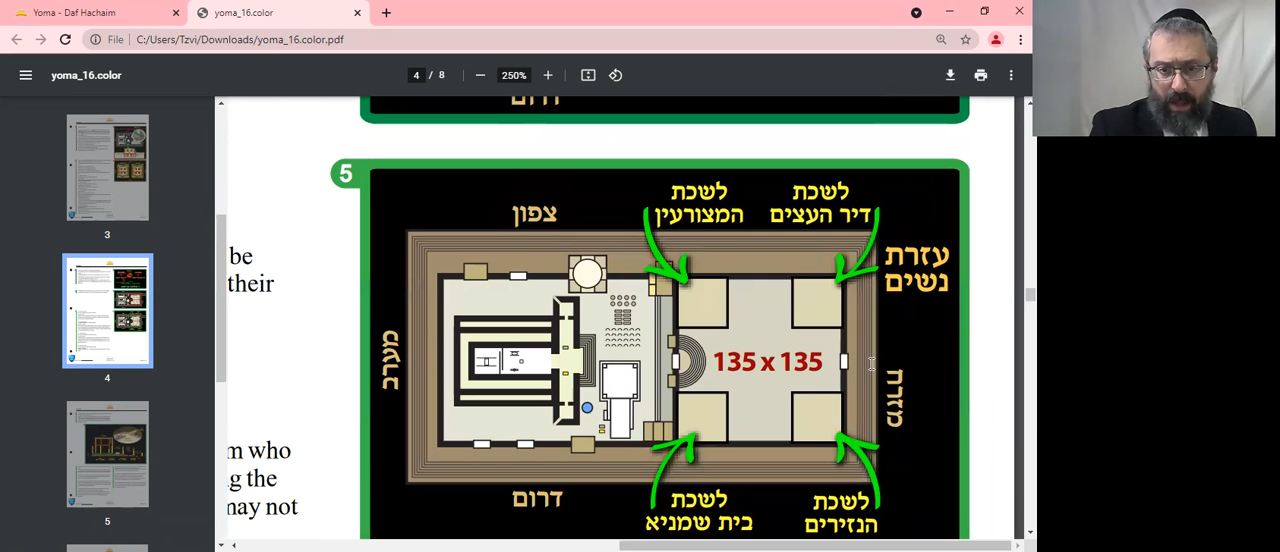 Yoma - Daf Hachaim
yoma_16.color.pdf
File
C:/Users/Tzvi/Downloads/yoma_16.color.pdf
yoma_16.color
4 / 8
250%
3
4
5
be
their
m who
g the
may not
דרום
5
לשכת
המצורעין
לשכת
דיר העצים
צפון
עזרת
נשים
מערב
135 x 135
מזרח
דרום
לשכת
בית שמניא
לשכת
הנזירים